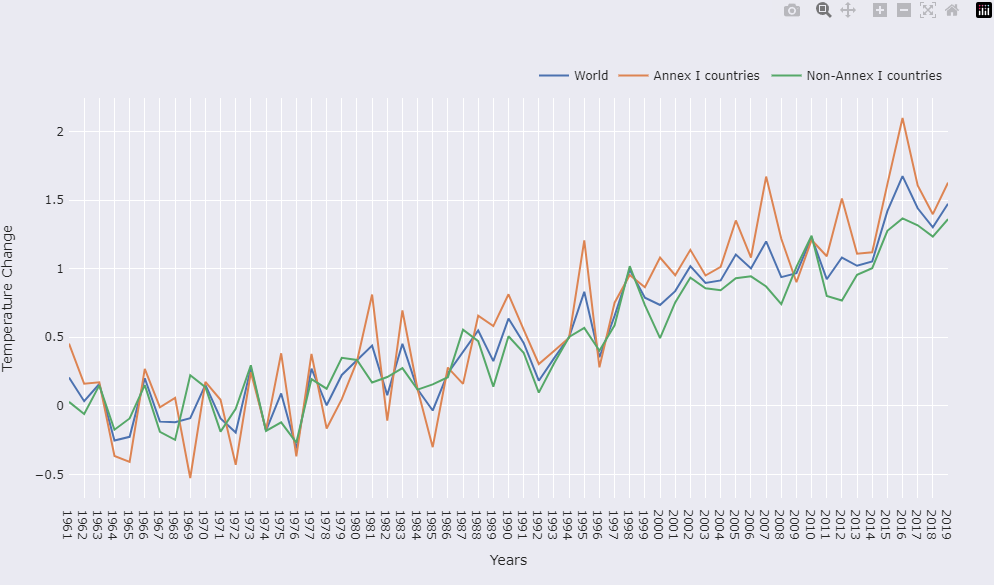 World Annex I countries Non-Annex I countries
2
1.5
1
0.5
0
−0.5
Temperature Change
1961 1962 1963 1964 1965 1966 1967 1968 1969 1970 1971 1972 1973 1974 1975 1976 1977 1978 1979 1980 1981 1982 1983 1984 1985 1986 1987 1988 1989 1990 1991 1992 1993 1994 1995 1996 1997 1998 1999 2000 2001 2002 2003 2004 2005 2006 2007 2008 2009 2010 2011 2012 2013 2014 2015 2016 2017 2018 2019
Years